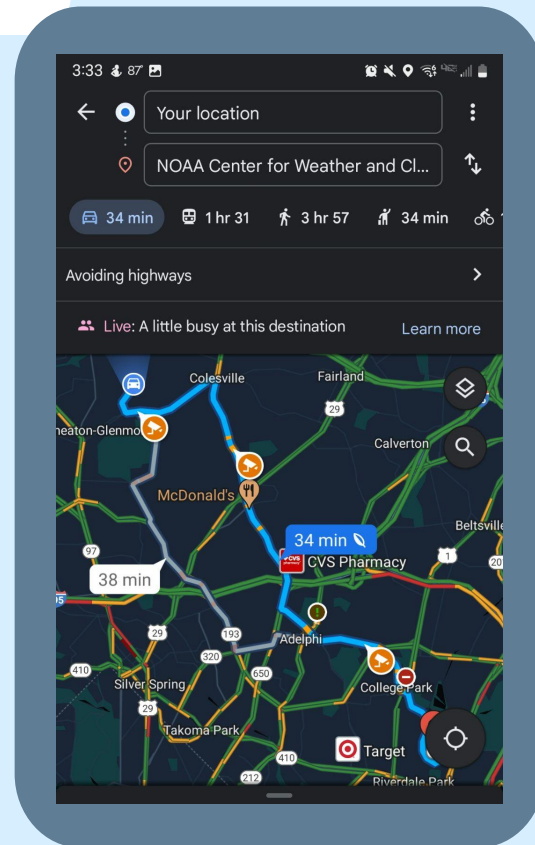 3:33 87°
Your location
NOAA Center for Weather and Cl...
34 min 1 hr 31 3 hr 57 34 min
Avoiding highways
Live: A little busy at this destination Learn more
Colesville
Fairland
29
heaton-Glenmo
Calverton
McDonald's
Beltsville
34 min
CVS Pharmacy
1
20
97
38 min
95
29
193
Adelphi
320
410
650
Silver Spring
College Park
29
Takoma Park
410
Target
212
Riverdale Park